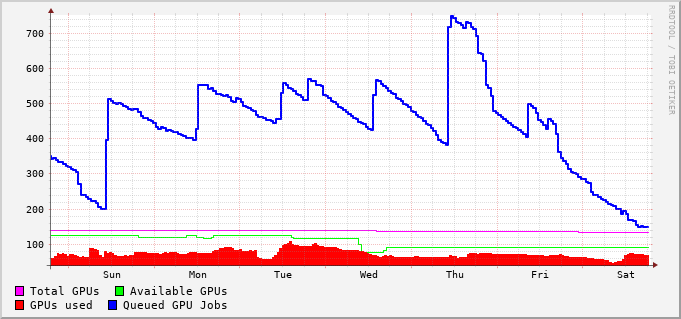 700
600
500
400
300
200
100
Sun Mon Tue Wed Thu Fri Sat
Total GPUs Available GPUs
GPUs used Queued GPU Jobs
RRDTOOL / TOBI OETIKER